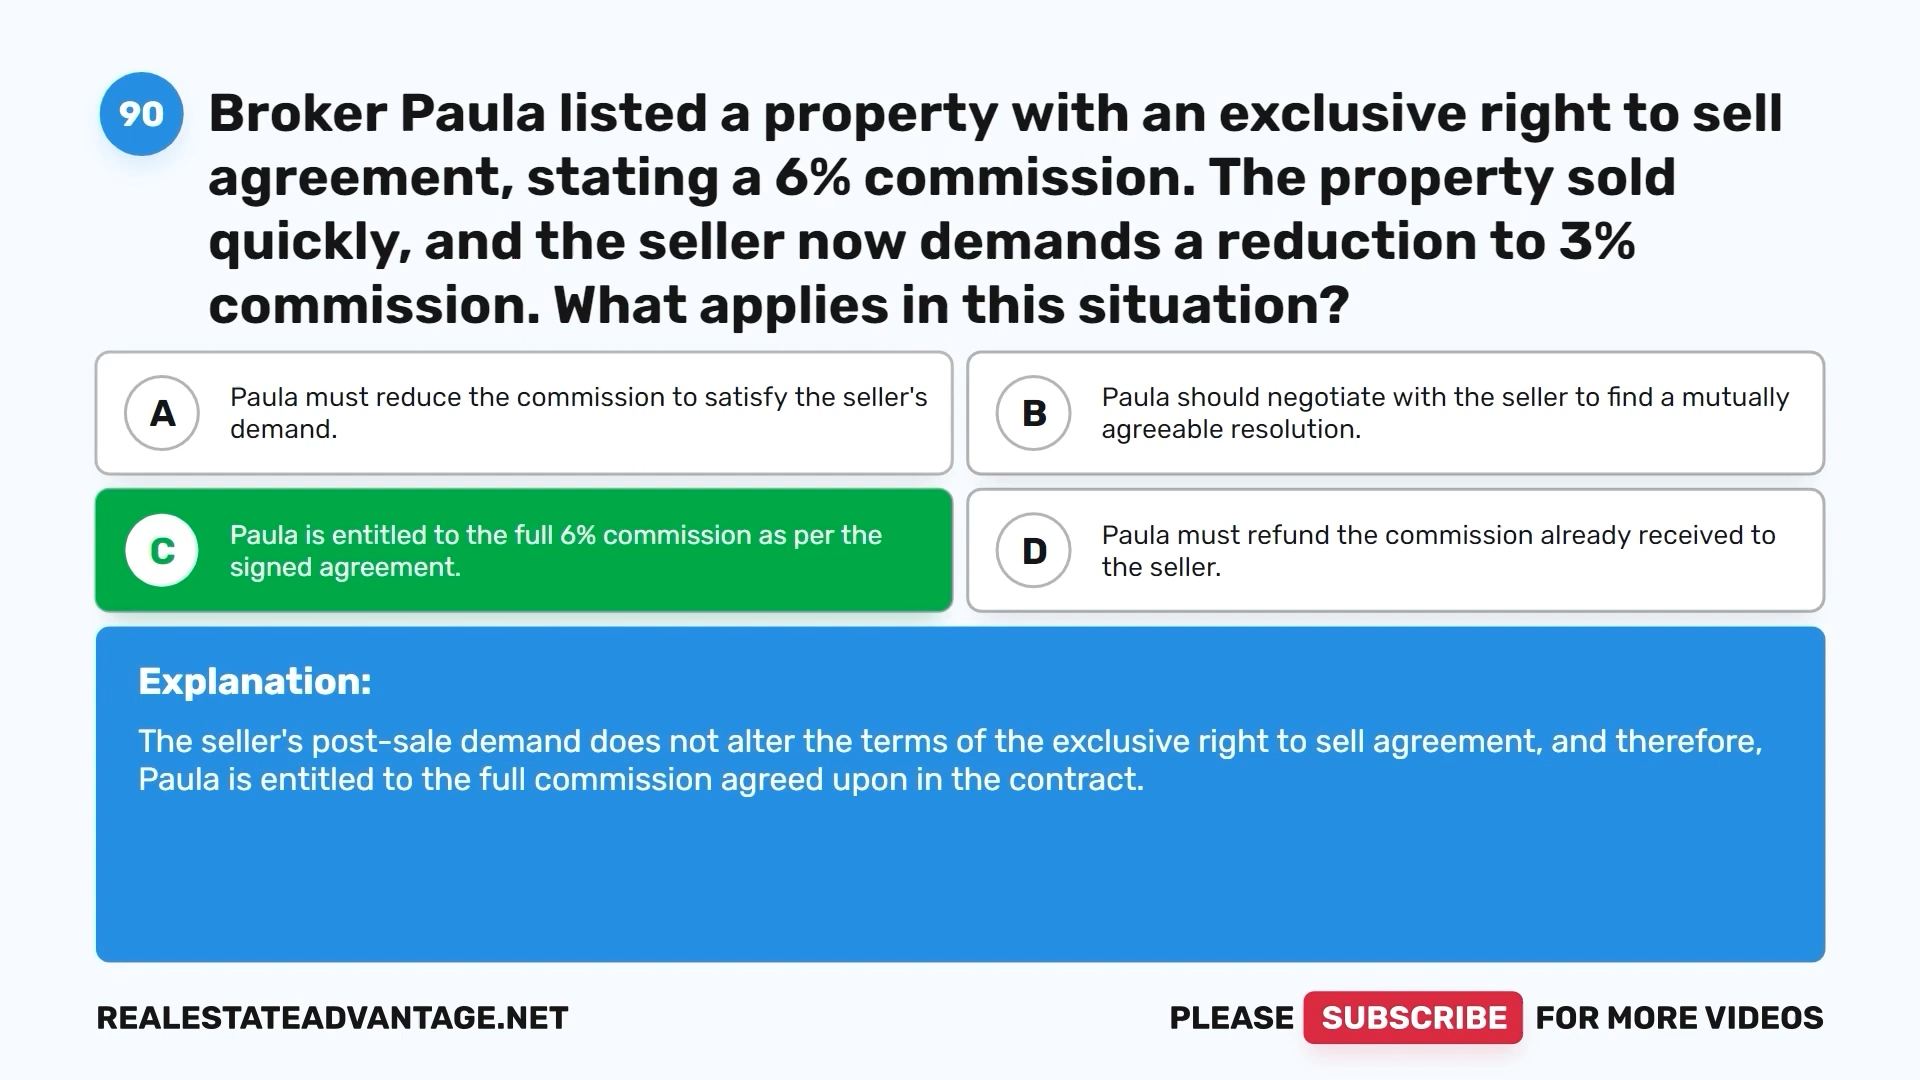 90
Broker Paula listed a property with an exclusive right to sell
agreement, stating a 6% commission. The property sold
quickly, and the seller now demands a reduction to 3%
commission. What applies in this situation?
A
Paula must reduce the commission to satisfy the seller's
demand.
B
Paula should negotiate with the seller to find a mutually
agreeable resolution.
C
Paula is entitled to the full 6% commission as per the
signed agreement.
D
Paula must refund the commission already received to
the seller.
Explanation:
The seller's post-sale demand does not alter the terms of the exclusive right to sell agreement, and therefore,
Paula is entitled to the full commission agreed upon in the contract.
REALESTATEADVANTAGE.NET
PLEASE SUBSCRIBE FOR MORE VIDEOS